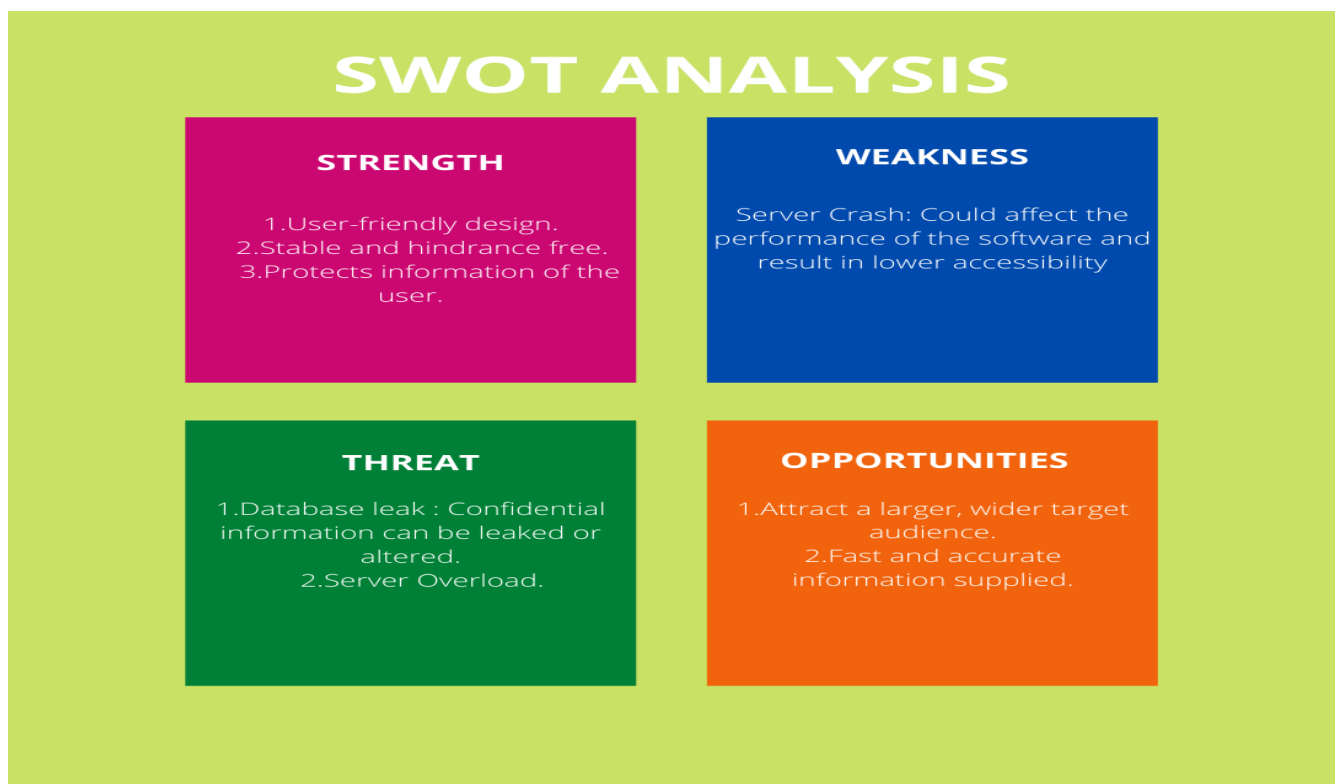 SWOT ANALYSIS
STRENGTH
1.User-friendly design.
2.Stable and hindrance free.
3.Protects information of the
user.
WEAKNESS
Server Crash: Could affect the
performance of the software and
result in lower accessibility
THREAT
1.Database leak : Confidential
information can be leaked or
altered.
2.Server Overload.
OPPORTUNITIES
1.Attract a larger, wider target
audience.
2.Fast and accurate
information supplied.